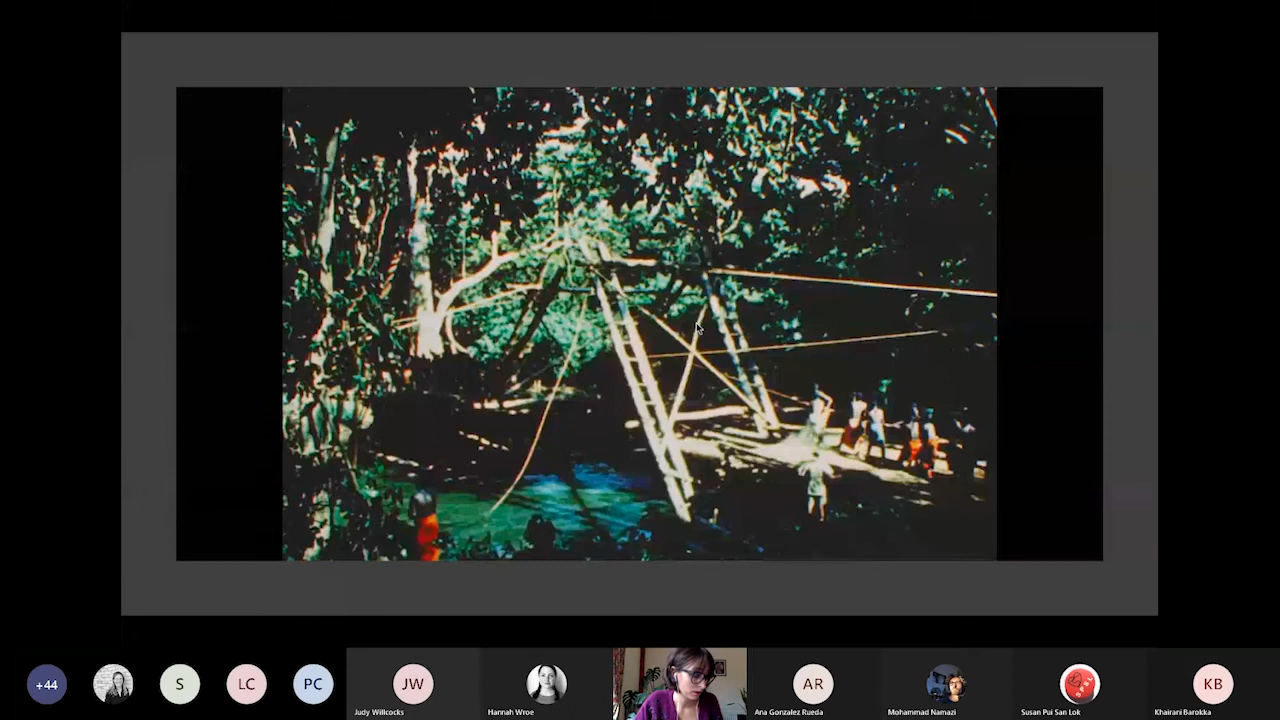 +44
S
LC
PC
JW
Judy Willcocks
Hannah Wroe
AR
Ana Gonzalez Rueda
Mohammad Namazi
Susan Pui San Lok
KB
Khairani Barokka